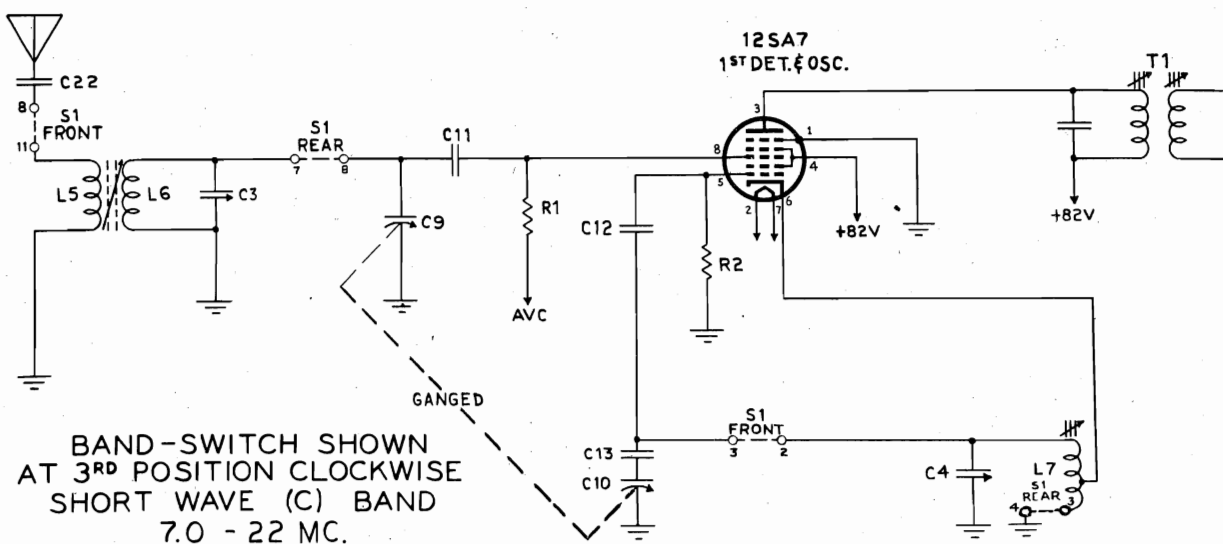 12SA7
1ST DET. & OSC.
T1
C22
8
S1
FRONT
11
L5
L6
C3
S1
REAR
7
8
C11
C9
R1
AVC
3
1
8
4
5
2
7
6
C12
R2
+82V
+82V
GANGED
S1
FRONT
3
2
C13
C10
C4
L7
S1
REAR
4
3
BAND-SWITCH SHOWN
AT 3RD POSITION CLOCKWISE
SHORT WAVE (C) BAND
7.0 - 22 MC.